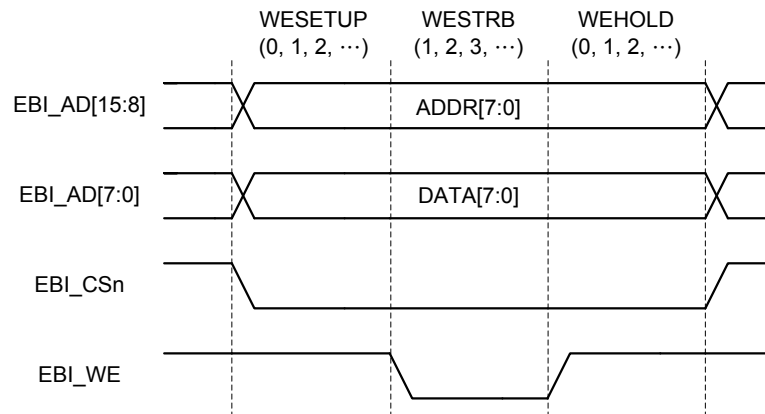 WESETUP WESTRB WEHOLD
(0, 1, 2, ⋯) (1, 2, 3, ⋯) (0, 1, 2, ⋯)
EBI_AD[15:8] ADDR[7:0]
EBI_AD[7:0] DATA[7:0]
EBI_CSn
EBI_WE